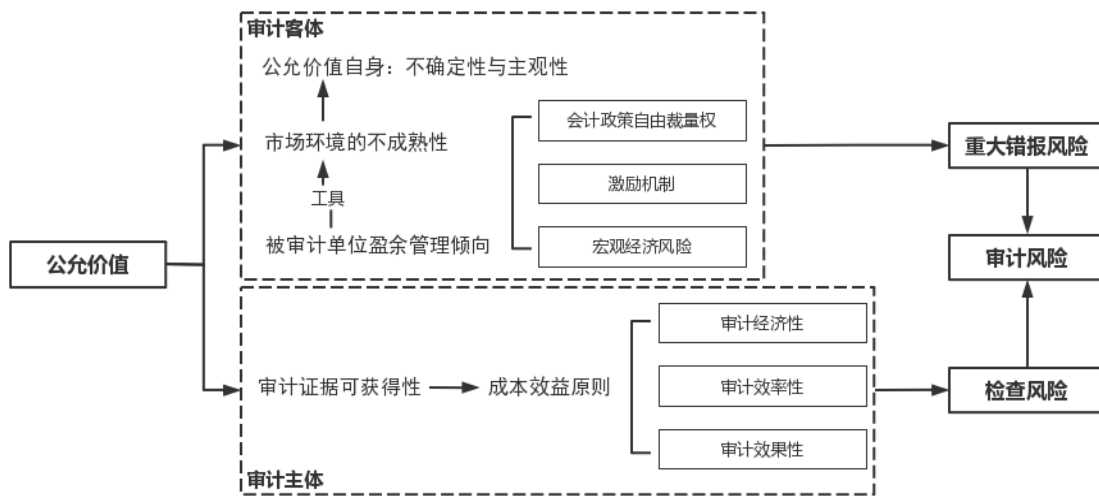 审计客体
公允价值自身：不确定性与主观性
会计政策自由裁量权
市场环境的不成熟性
重大错报风险
激励机制
工具
被审计单位盈余管理倾向
宏观经济风险
公允价值
审计风险
审计经济性
审计证据可获得性
成本效益原则
审计效率性
检查风险
审计效果性
审计主体